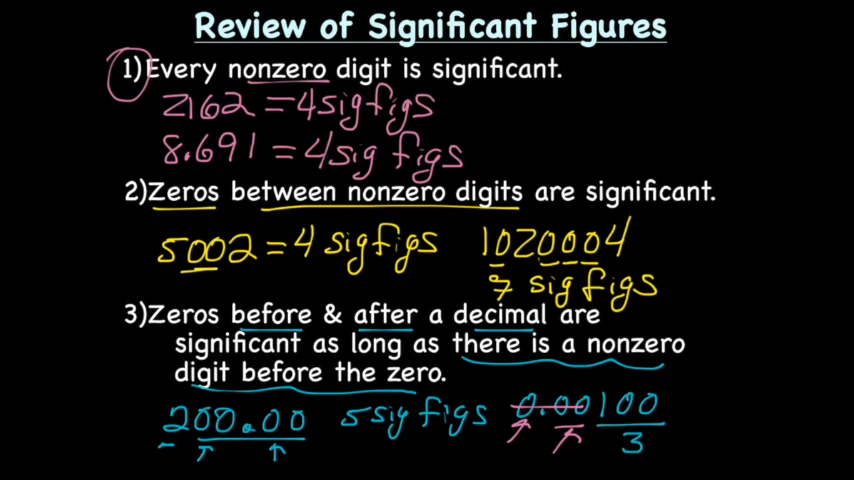 Review of Significant Figures
1) Every nonzero digit is significant.
2162 = 4 sig figs
8.691 = 4 sig figs
2) Zeros between nonzero digits are significant.
5002 = 4 sig figs 1020004
7 sig figs
3) Zeros before & after a decimal are
significant as long as there is a nonzero
digit before the zero.
200.00 5 sig figs 0.00100
3